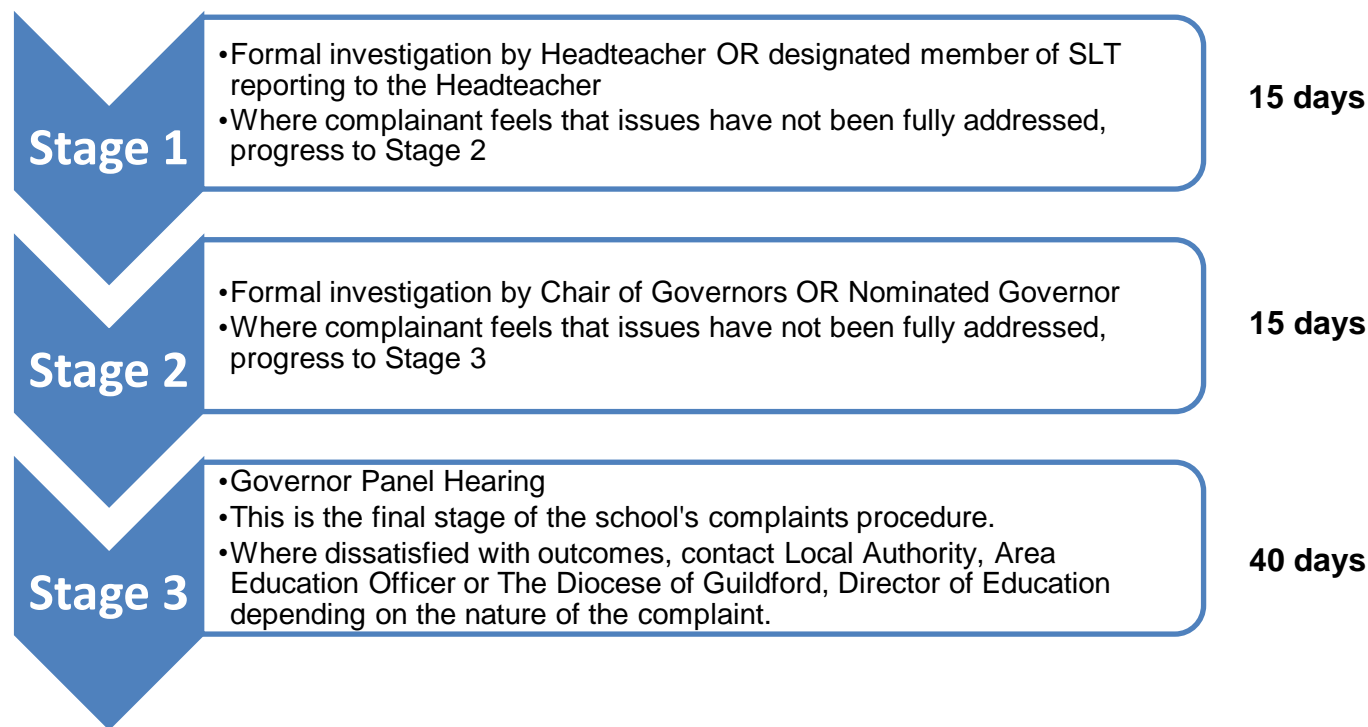 Stage 1
•Formal investigation by Headteacher OR designated member of SLT
reporting to the Headteacher
•Where complainant feels that issues have not been fully addressed,
progress to Stage 2
15 days
Stage 2
•Formal investigation by Chair of Governors OR Nominated Governor
•Where complainant feels that issues have not been fully addressed,
progress to Stage 3
15 days
Stage 3
•Governor Panel Hearing
•This is the final stage of the school's complaints procedure.
•Where dissatisfied with outcomes, contact Local Authority, Area
Education Officer or The Diocese of Guildford, Director of Education
depending on the nature of the complaint.
40 days